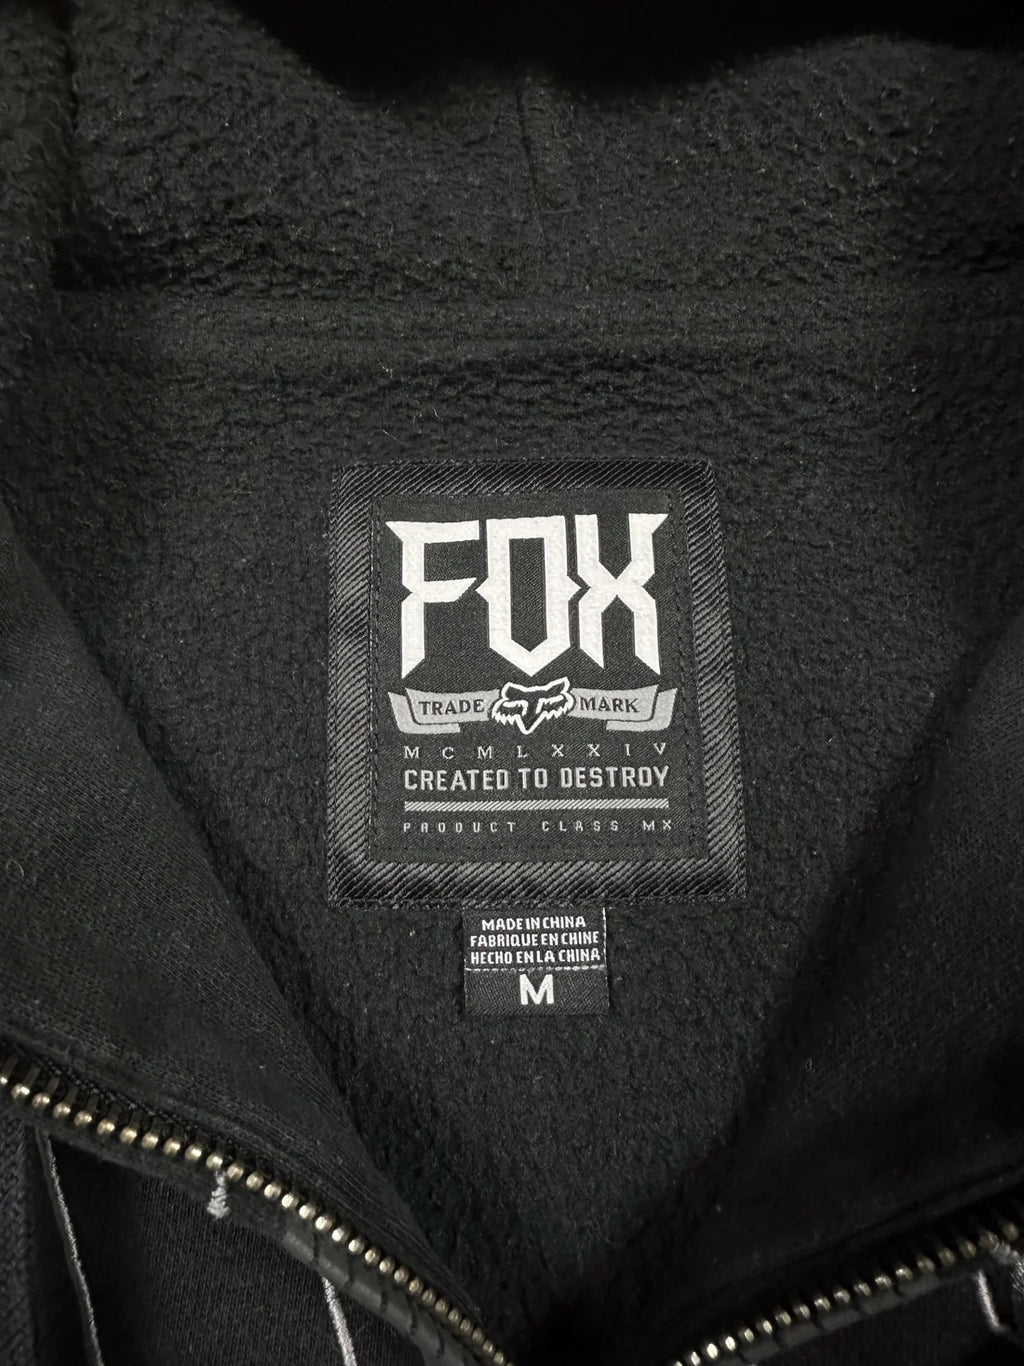 FOX
TRADE MARK
MCMLXXIV
CREATED TO DESTROY
PRODUCT CLASS MX
MADE IN CHINA
FABRIQUE EN CHINE
HECHO EN LA CHINA
M